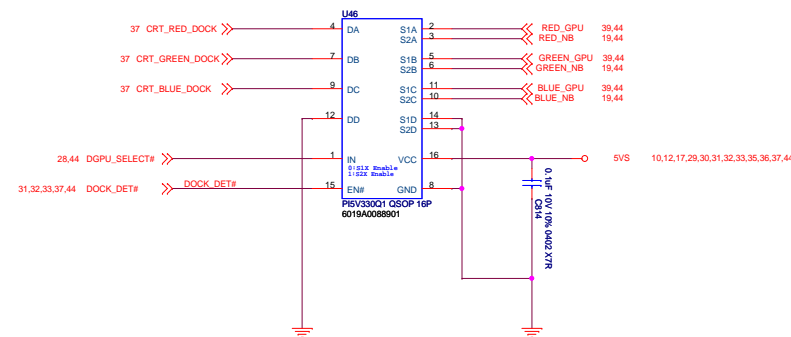 U46
37 CRT_RED_DOCK 4 DA S1A 2 RED_GPU 39,44
S2A 3 RED_NB 19,44
37 CRT_GREEN_DOCK 7 DB S1B 5 GREEN_GPU 39,44
S2B 6 GREEN_NB 19,44
37 CRT_BLUE_DOCK 9 DC S1C 11 BLUE_GPU 39,44
S2C 10 BLUE_NB 19,44
12 DD S1D 14
S2D 13
28,44 DGPU_SELECT# 1 IN VCC 16 5VS 10,12,17,29,30,31,32,33,35,36,37,44
0:S1X Enable
1:S2X Enable
31,32,33,37,44 DOCK_DET# DOCK_DET# 15 EN# GND 8
PI5V330Q1 QSOP 16P
6019A0088901
0.1uF 10V 10% 0402 X7R
C814